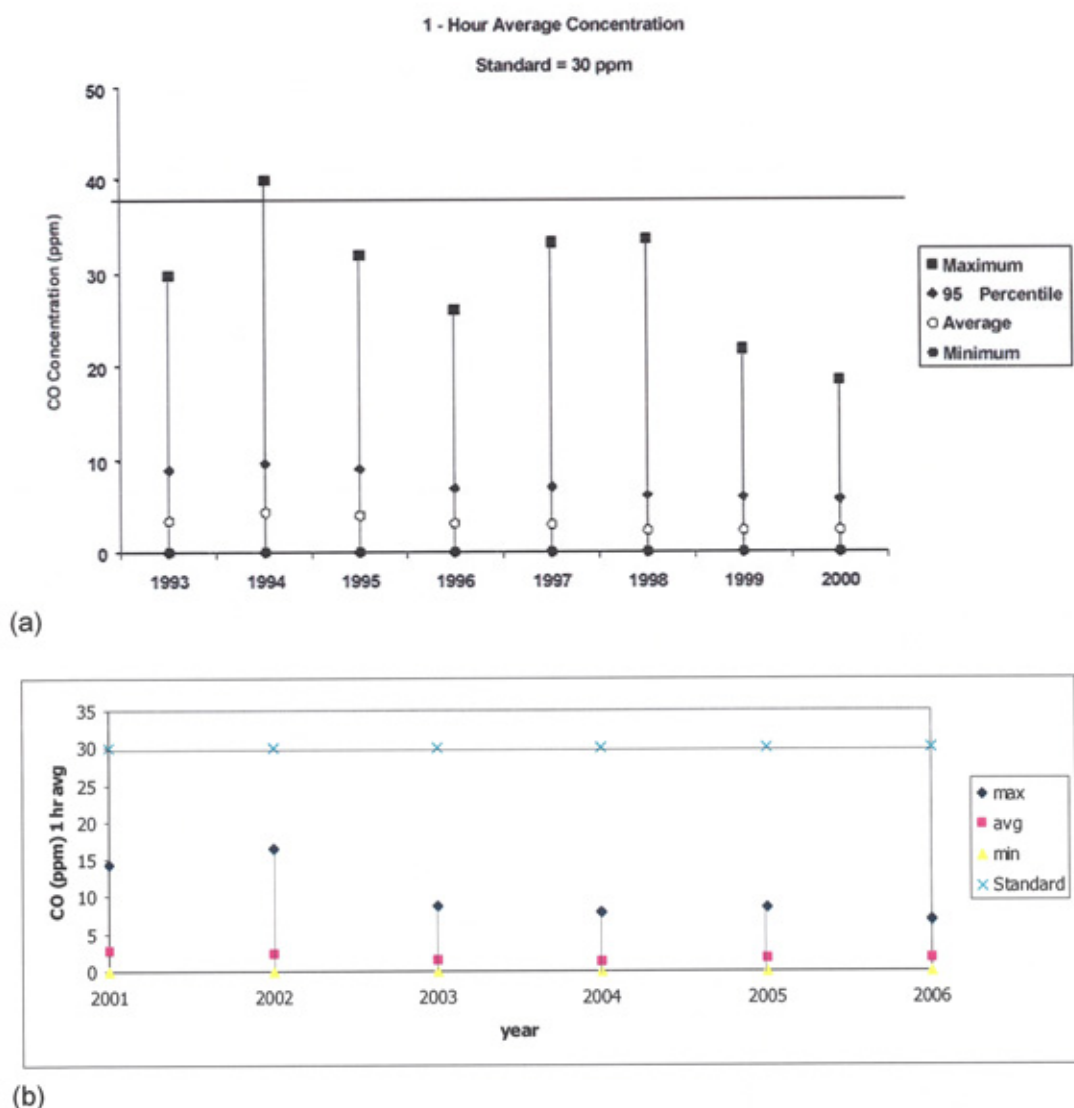 1 - Hour Average Concentration
Standard = 30 ppm
50
40
30
20
10
0
CO Concentration (ppm)
1993 1994 1995 1996 1997 1998 1999 2000
Maximum
95 Percentile
Average
Minimum
(a)
35
30
25
20
15
10
5
0
CO (ppm) 1 hr avg
2001 2002 2003 2004 2005 2006
year
max
avg
min
Standard
(b)